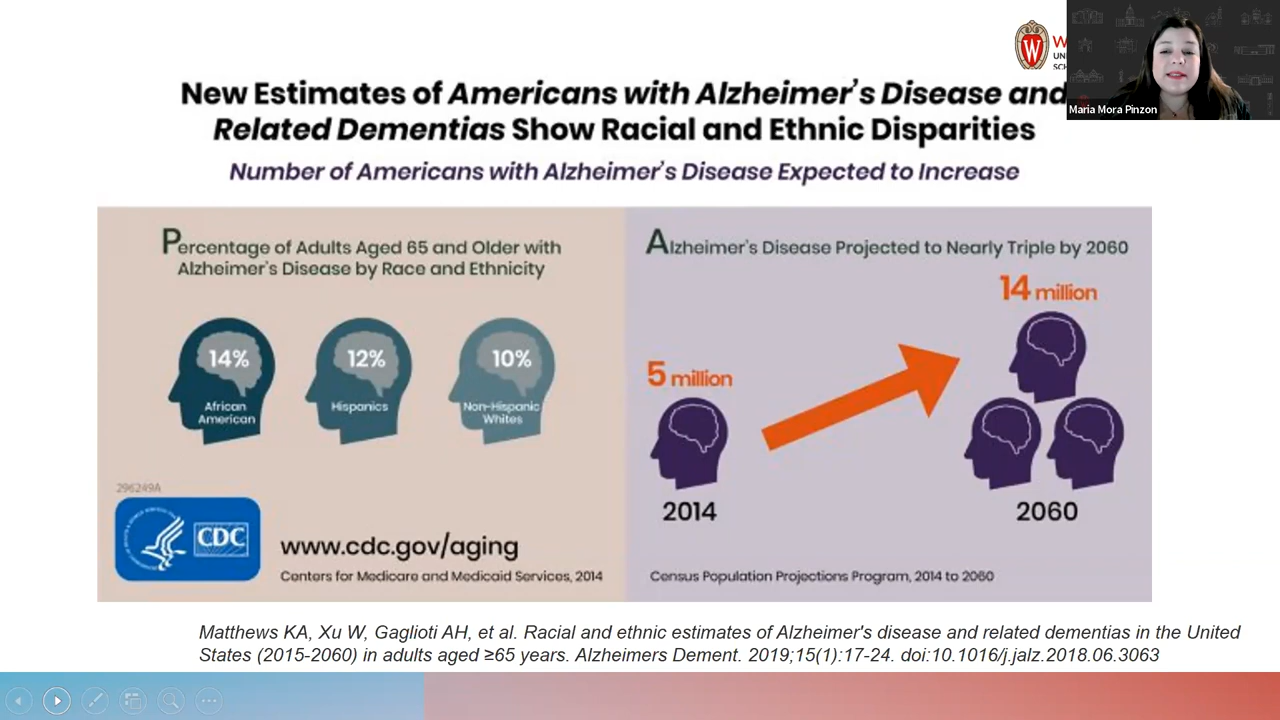 W
UNI
SCH
Maria Mora Pinzon
New Estimates of Americans with Alzheimer's Disease and
Related Dementias Show Racial and Ethnic Disparities
Number of Americans with Alzheimer's Disease Expected to Increase
Percentage of Adults Aged 65 and Older with
Alzheimer's Disease by Race and Ethnicity
14%
African
American
12%
Hispanics
10%
Non-Hispanic
Whites
296249A
CDC
www.cdc.gov/aging
Centers for Medicare and Medicaid Services, 2014
Alzheimer's Disease Projected to Nearly Triple by 2060
5 million
2014
14 million
2060
Census Population Projections Program, 2014 to 2060
Matthews KA, Xu W, Gaglioti AH, et al. Racial and ethnic estimates of Alzheimer's disease and related dementias in the United
States (2015-2060) in adults aged ≥65 years. Alzheimers Dement. 2019;15(1):17-24. doi:10.1016/j.jalz.2018.06.3063